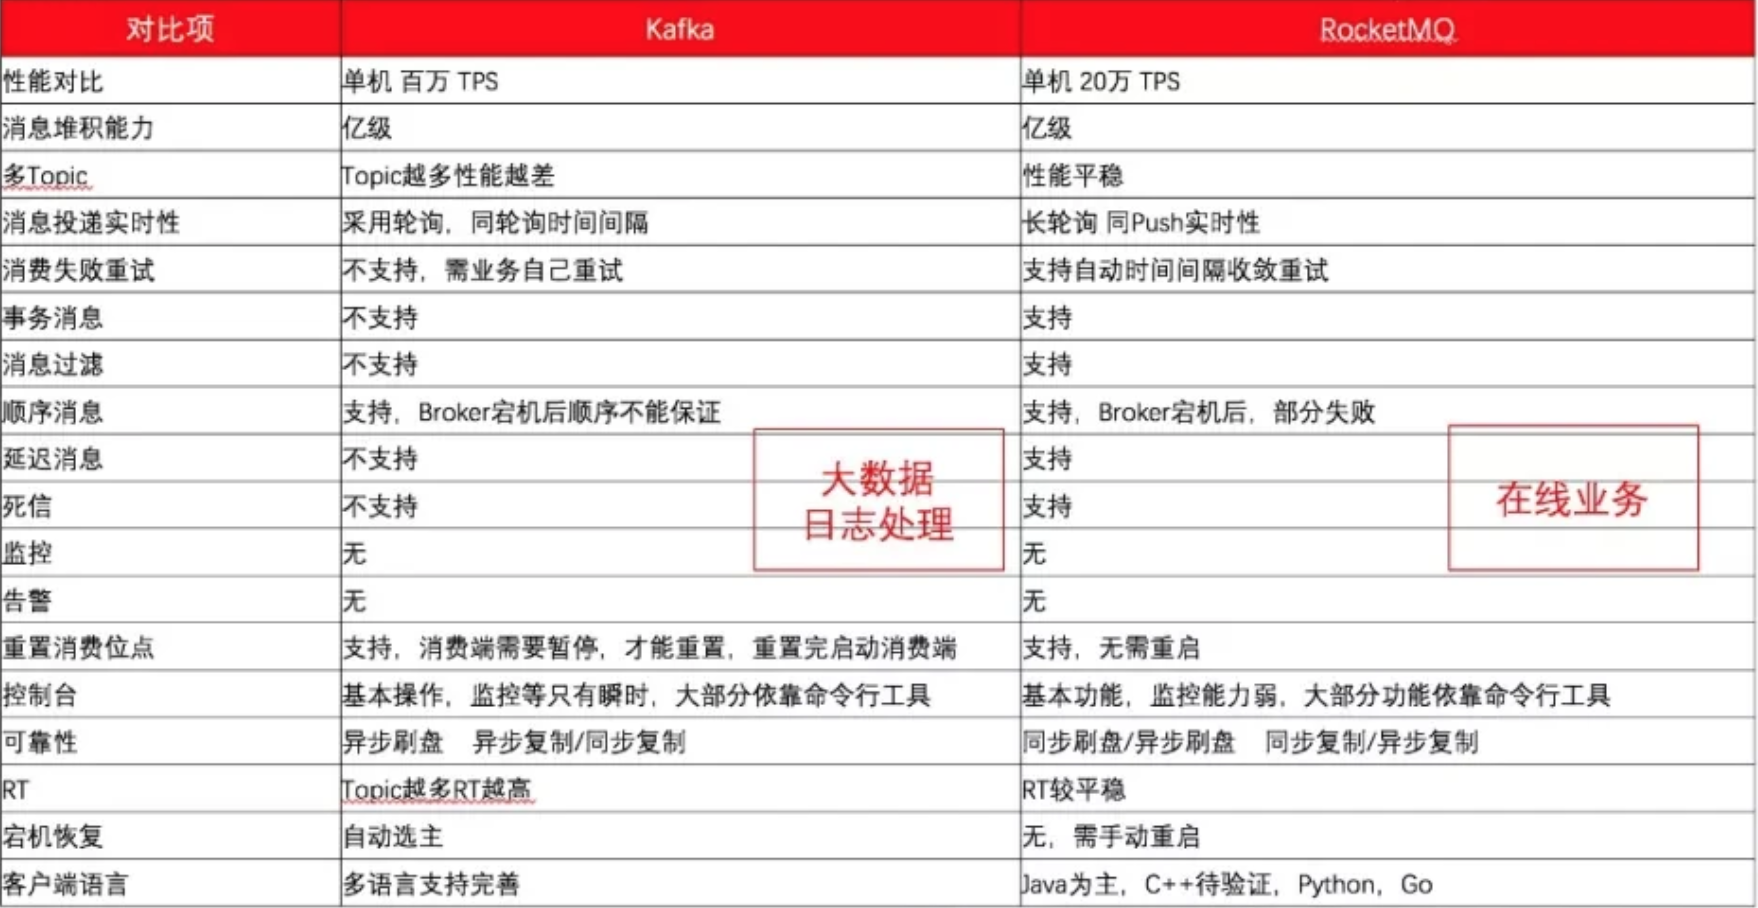 对比项 Kafka RocketMQ
性能对比 单机 百万 TPS 单机 20万 TPS
消息堆积能力 亿级 亿级
多Topic Topic越多性能越差 性能平稳
消息投递实时性 采用轮询，同轮询时间间隔 长轮询 同Push实时性
消费失败重试 不支持，需业务自己重试 支持自动时间间隔收敛重试
事务消息 不支持 支持
消息过滤 不支持 支持
顺序消息 支持，Broker宕机后顺序不能保证 支持，Broker宕机后，部分失败
延迟消息 不支持 支持
死信 不支持 支持
大数据
日志处理
在线业务
监控 无 无
告警 无 无
重置消费位点 支持，消费端需要暂停，才能重置，重置完启动消费端 支持，无需重启
控制台 基本操作，监控等只有瞬时，大部分依靠命令行工具 基本功能，监控能力弱，大部分功能依靠命令行工具
可靠性 异步刷盘 异步复制/同步复制 同步刷盘/异步刷盘 同步复制/异步复制
RT Topic越多RT越高 RT较平稳
宕机恢复 自动选主 无，需手动重启
客户端语言 多语言支持完善 Java为主，C++待验证，Python，Go